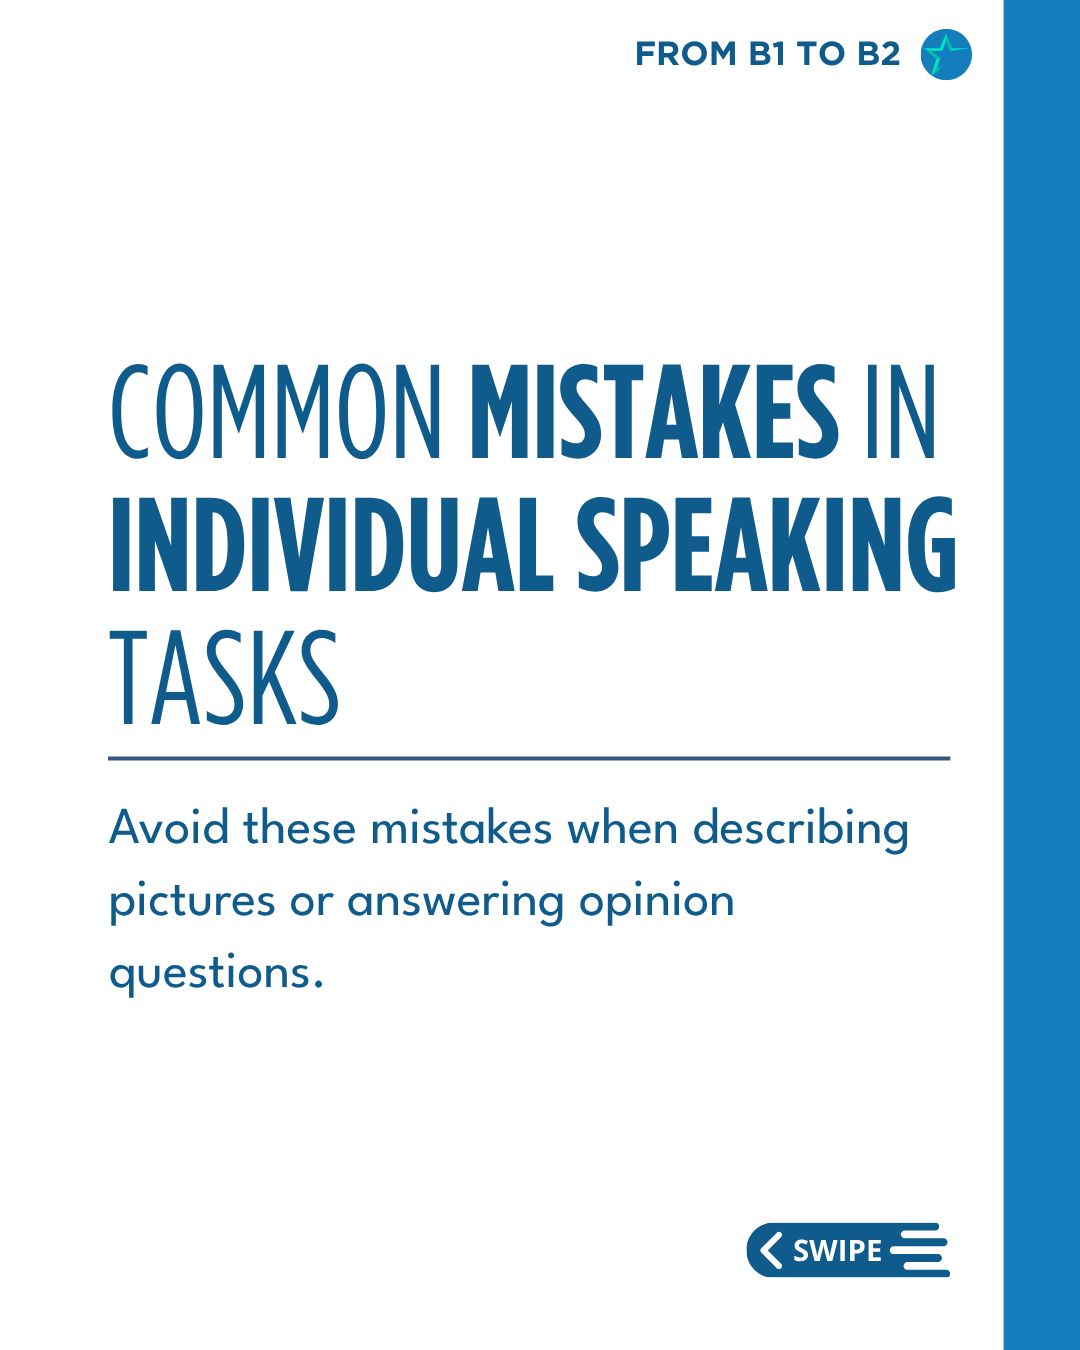 FROM B1 TO B2
COMMON MISTAKES IN
INDIVIDUAL SPEAKING
TASKS
Avoid these mistakes when describing
pictures or answering opinion
questions.
SWIPE